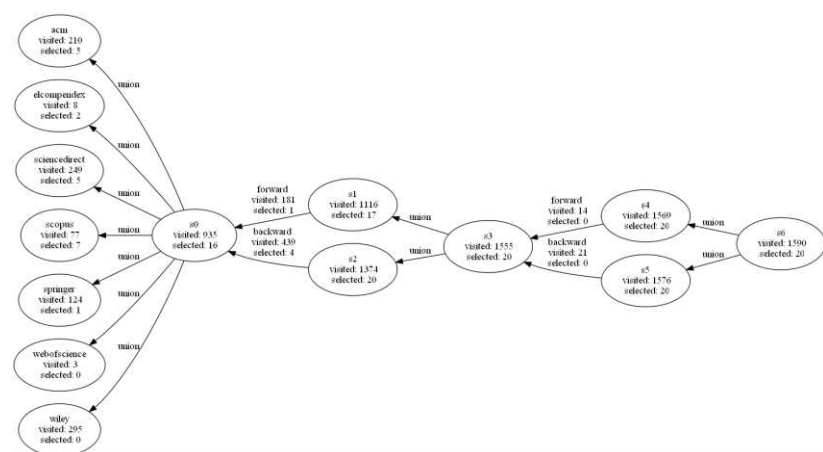 acm
visited: 210
selected: 5
union
elcompendex
visited: 8
selected: 2
union
sciencedirect
visited: 249
selected: 5
union
scopus
visited: 77
selected: 7
union
springer
visited: 124
selected: 1
union
webofscience
visited: 3
selected: 0
union
wiley
visited: 295
selected: 0
union
s0
visited: 935
selected: 16
forward
visited: 181
selected: 1
backward
visited: 439
selected: 4
s1
visited: 1116
selected: 17
s2
visited: 1374
selected: 20
union
union
s3
visited: 1555
selected: 20
forward
visited: 14
selected: 0
backward
visited: 21
selected: 0
s4
visited: 1569
selected: 20
s5
visited: 1576
selected: 20
union
union
s6
visited: 1590
selected: 20